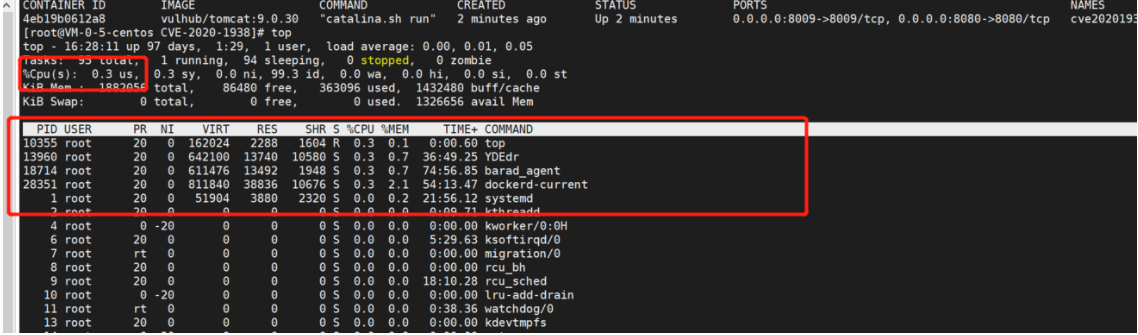 CONTAINER ID IMAGE COMMAND CREATED STATUS PORTS NAMES
4eb19b0612a8 vulhub/tomcat:9.0.30 "catalina.sh run" 2 minutes ago Up 2 minutes 0.0.0.0:8009->8009/tcp, 0.0.0.0:8080->8080/tcp cve2020193
[root@VM-0-5-centos CVE-2020-1938]# top
top - 16:28:11 up 97 days, 1:29, 1 user, load average: 0.00, 0.01, 0.05
Tasks: 95 total, 1 running, 94 sleeping, 0 stopped, 0 zombie
%Cpu(s): 0.3 us, 0.3 sy, 0.0 ni, 99.3 id, 0.0 wa, 0.0 hi, 0.0 si, 0.0 st
KiB Mem : 1882056 total, 86480 free, 363096 used, 1432480 buff/cache
KiB Swap: 0 total, 0 free, 0 used. 1326656 avail Mem
PID USER PR NI VIRT RES SHR S %CPU %MEM TIME+ COMMAND
10355 root 20 0 162024 2288 1604 R 0.3 0.1 0:00.60 top
13960 root 20 0 642100 13740 10580 S 0.3 0.7 36:49.25 YDEdr
18714 root 20 0 611476 13492 1948 S 0.3 0.7 74:56.85 barad_agent
28351 root 20 0 811840 38836 10676 S 0.3 2.1 54:13.47 dockerd-current
1 root 20 0 51904 3880 2320 S 0.0 0.2 21:56.12 systemd
2 root 20 0 0 0 0 S 0.0 0.0 0:09.71 kthreadd
4 root 0 -20 0 0 0 S 0.0 0.0 0:00.00 kworker/0:0H
6 root 20 0 0 0 0 S 0.0 0.0 5:29.63 ksoftirqd/0
7 root rt 0 0 0 0 S 0.0 0.0 0:00.00 migration/0
8 root 20 0 0 0 0 S 0.0 0.0 0:00.00 rcu_bh
9 root 20 0 0 0 0 S 0.0 0.0 18:10.28 rcu_sched
10 root 0 -20 0 0 0 S 0.0 0.0 0:00.00 lru-add-drain
11 root rt 0 0 0 0 S 0.0 0.0 0:38.36 watchdog/0
13 root 20 0 0 0 0 S 0.0 0.0 0:00.00 kdevtmpfs